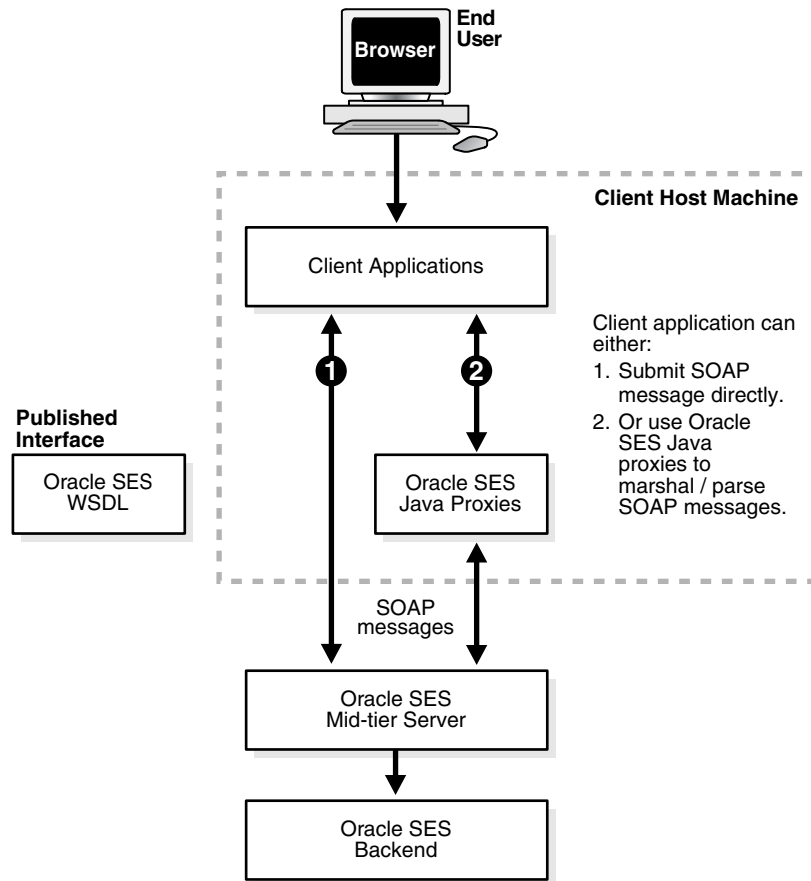 End
User
Browser
Client Host Machine
Client Applications
Client application can
either:
1. Submit SOAP
message directly.
2. Or use Oracle
SES Java
proxies to
marshal / parse
SOAP messages.
1
2
Published
Interface
Oracle SES
WSDL
Oracle SES
Java Proxies
SOAP
messages
Oracle SES
Mid-tier Server
Oracle SES
Backend